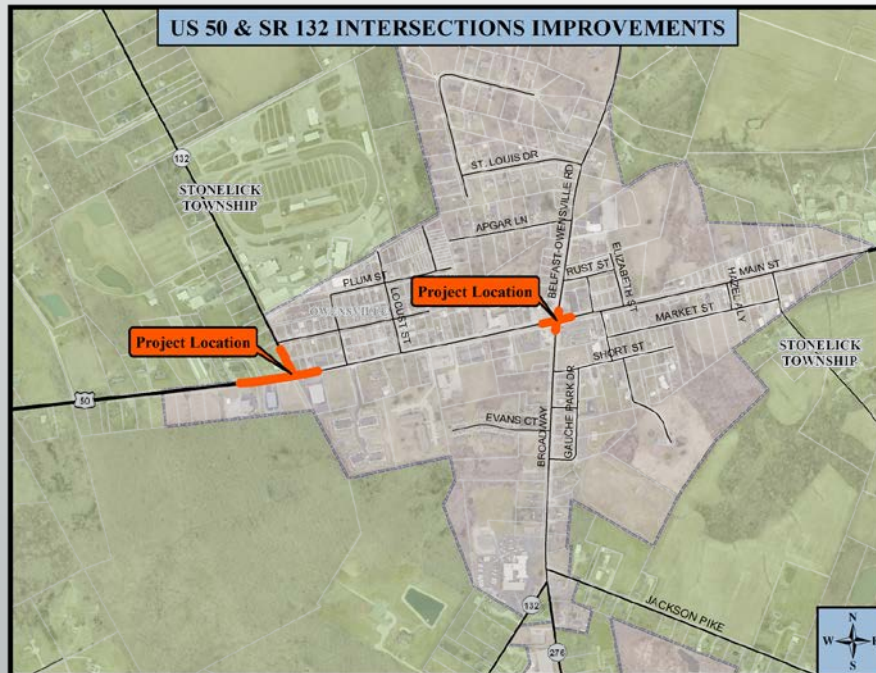 US 50 & SR 132 INTERSECTIONS IMPROVEMENTS
132
STONELICK
TOWNSHIP
ST. LOUIS DR
APGAR LN
BELFAST-OWENSVILLE RD
PLUM ST
RUST ST
ELIZABETH ST
MAIN ST
HAZEL ALY
MARKET ST
Project Location
OWENSVILLE
LOCUST ST
Project Location
SHORT ST
STONELICK
TOWNSHIP
50
EVANS CT
BROADWAY
GAUCHE PARK DR
132
JACKSON PIKE
276
N
W
E
S